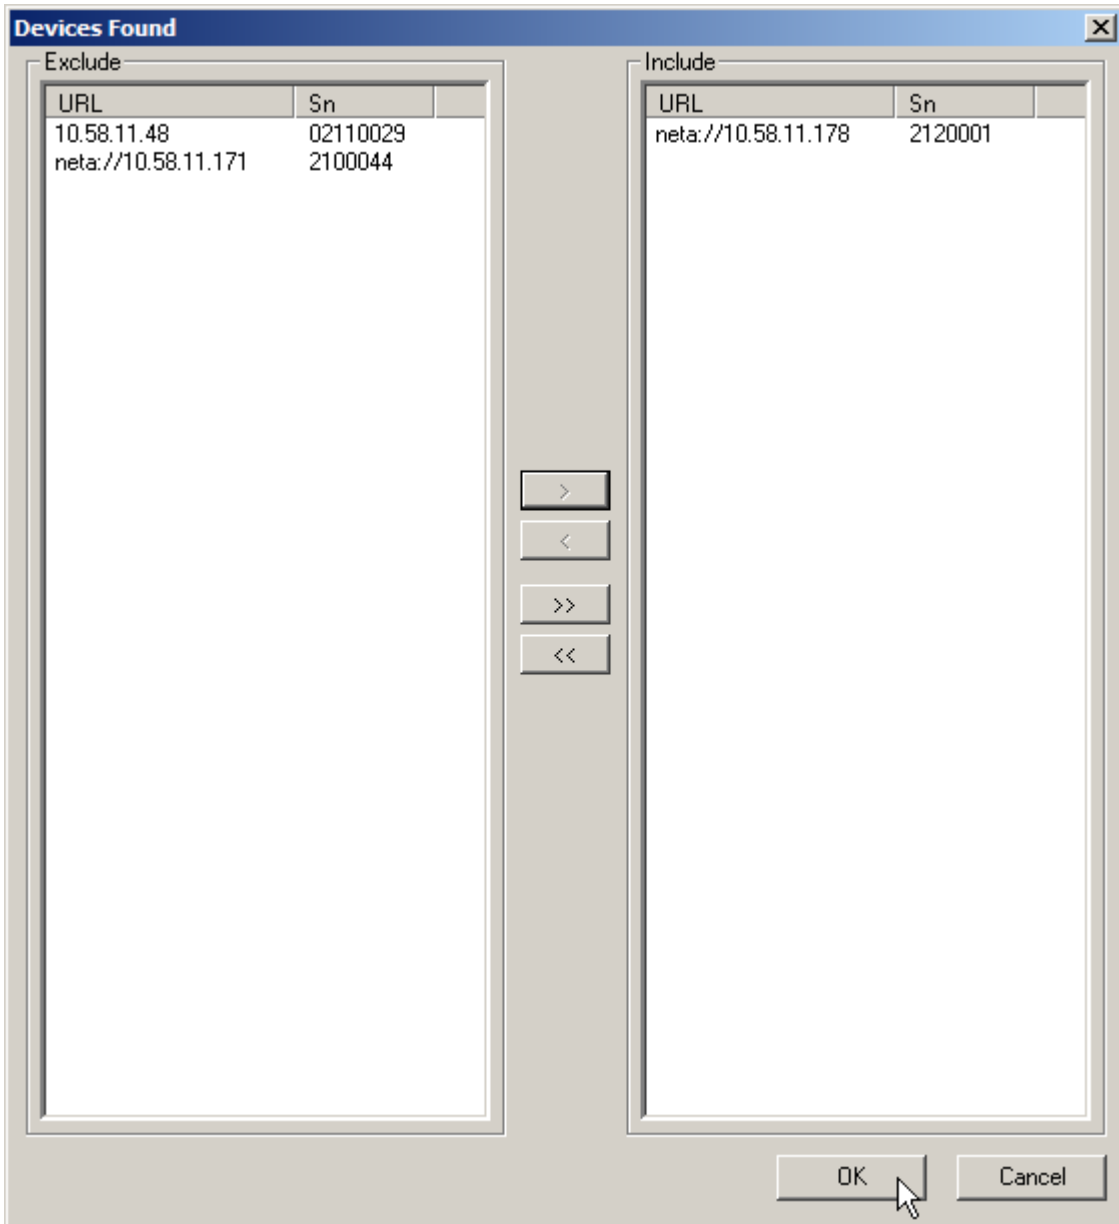 Devices Found
Exclude
URL Sn
10.58.11.48 02110029
neta://10.58.11.171 2100044
>
<
>>
<<
Include
URL Sn
neta://10.58.11.178 2120001
OK Cancel